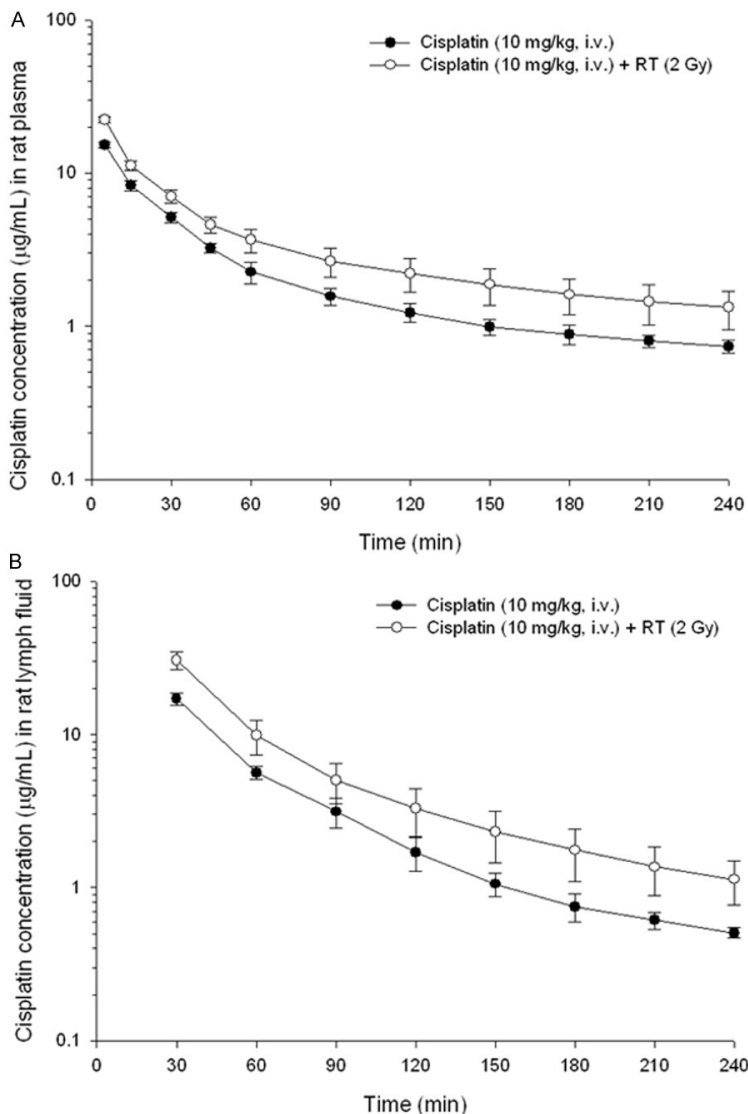 A
100
10
1
0.1
Cisplatin concentration (μg/mL) in rat plasma
Cisplatin (10 mg/kg, i.v.)
Cisplatin (10 mg/kg, i.v.) + RT (2 Gy)
0 30 60 90 120 150 180 210 240
Time (min)
B
100
10
1
0.1
Cisplatin concentration (μg/mL) in rat lymph fluid
Cisplatin (10 mg/kg, i.v.)
Cisplatin (10 mg/kg, i.v.) + RT (2 Gy)
0 30 60 90 120 150 180 210 240
Time (min)